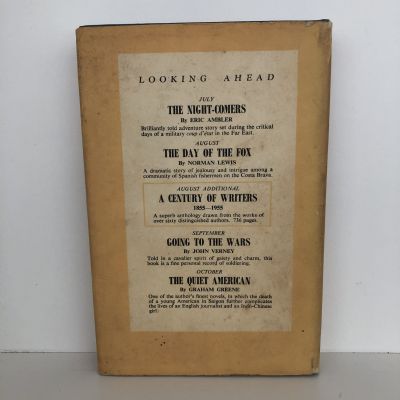 LOOKING AHEAD
JULY
THE NIGHT-COMERS
By ERIC AMBLER
Brilliantly told adventure story set during the critical
days of a military coup d'état in the Far East.
AUGUST
THE DAY OF THE FOX
By NORMAN LEWIS
A dramatic story of jealousy and intrigue among a
community of Spanish fishermen on the Costa Brava.
AUGUST ADDITIONAL
A CENTURY OF WRITERS
1855—1955
A superb anthology drawn from the works of
over sixty distinguished authors. 736 pages.
SEPTEMBER
GOING TO THE WARS
By JOHN VERNEY
Told in a cavalier spirit of gaiety and charm, this
book is a fine personal record of soldiering.
OCTOBER
THE QUIET AMERICAN
By GRAHAM GREENE
One of the author's finest novels, in which the death
of a young American in Saigon further complicates
the lives of an English journalist and an Indo-Chinese
girl.